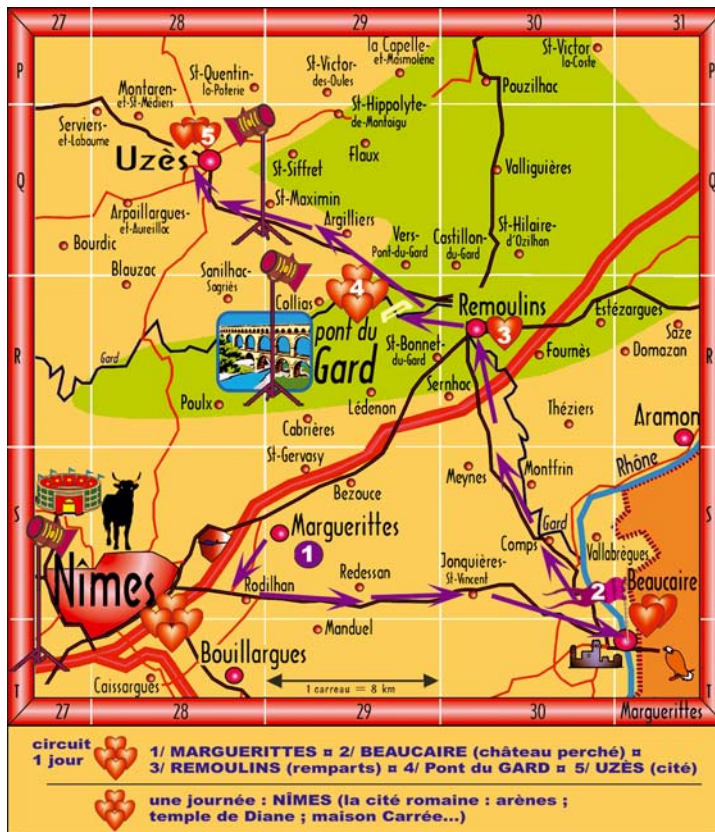 27 28 29 30 31
P
la Capelle-
et-Masmolène
St-Victor
la-Coste
St-Quentin-
la-Poterie
St-Victor-
des-Oules
Montaren-
et-St-Médiers
Pouzilhac
St-Hippolyte-
de-Montaigu
Serviers-
et-Labaume
5
Uzès
Flaux
St-Siffret
Valliguières
Q
St-Maximin
Arpaillargues-
et-Aureillac
Argilliers
St-Hilaire-
d'Ozilhan
Vers-
Pont-du-Gard
Castillon-
du-Gard
Bourdic
Blauzac
Sanilhac-
Sagriès
Collias
4
Remoulins
3
Estézargues
Saze
pont du
Gard
Gard
St-Bonnet-
du-Gard
Fournès
Domazan
R
Sernhac
Poulx
Lédenon
Cabrières
Théziers
Aramon
St-Gervasy
Rhône
Bezouce
Meynes
Montfrin
S
Marguerittes
1
Gard
Comps
Vallabrègues
Nîmes
Rodilhan
Redessan
Jonquières-
St-Vincent
2
Beaucaire
Manduel
Bouillargues
Caissargues
1 carreau = 8 km
T
27 28 29 30 Marguerittes
circuit
1 jour
1/ MARGUERITTES ¤ 2/ BEAUCAIRE (château perché) ¤
3/ REMOULINS (remparts) ¤ 4/ Pont du GARD ¤ 5/ UZÈS (cité)
une journée : NÎMES (la cité romaine : arènes ;
temple de Diane ; maison Carrée...)